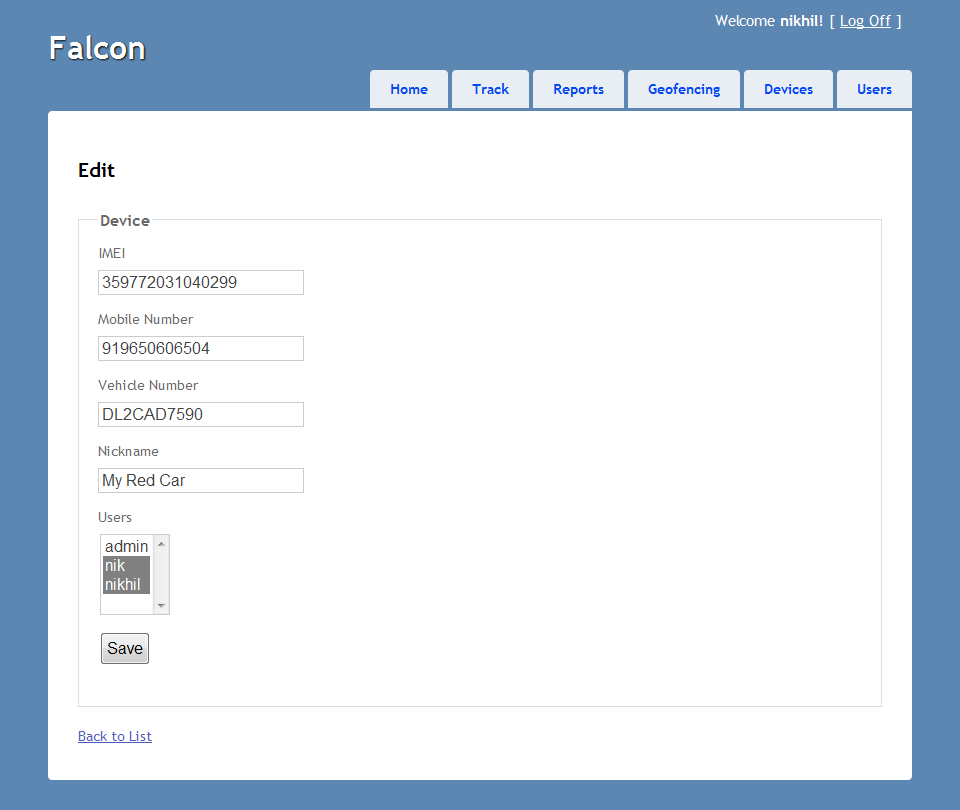 Welcome nikhil! [ Log Off ]
Falcon
Home Track Reports Geofencing Devices Users
Edit
Device
IMEI
359772031040299
Mobile Number
919650606504
Vehicle Number
DL2CAD7590
Nickname
My Red Car
Users
admin
nik
nikhil
Save
Back to List